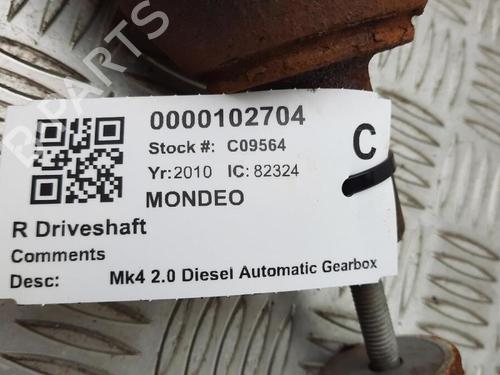 0000102704
Stock #: C09564
C
Yr:2010 IC: 82324
MONDEO
R Driveshaft
Comments
Desc: Mk4 2.0 Diesel Automatic Gearbox